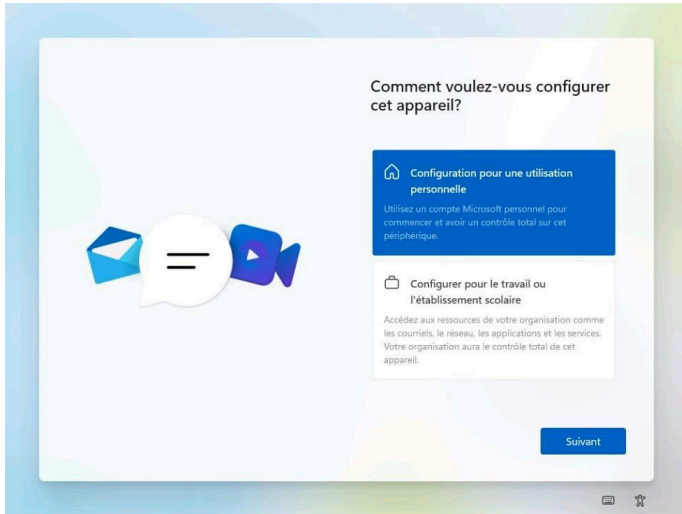 Comment voulez-vous configurer
cet appareil?
Configuration pour une utilisation
personnelle
Utilisez un compte Microsoft personnel pour
commencer et avoir un contrôle total sur cet
périphérique.
Configurer pour le travail ou
l'établissement scolaire
Accédez aux ressources de votre organisation comme
les courriels, le réseau, les applications et les services.
Votre organisation aura le contrôle total de cet
appareil.
Suivant